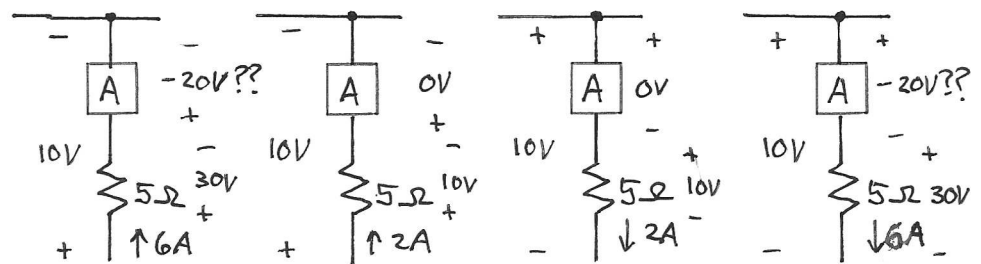 −
−
A −20V??
+
10V
−
5Ω 30V
+
+ ↑6A
−
−
A 0V
+
10V
−
5Ω 10V
+
+ ↑2A
+
+
A 0V
−
10V
+
5Ω 10V
−
− ↓2A
+
+
A −20V??
−
10V
+
5Ω 30V
− ↓6A −